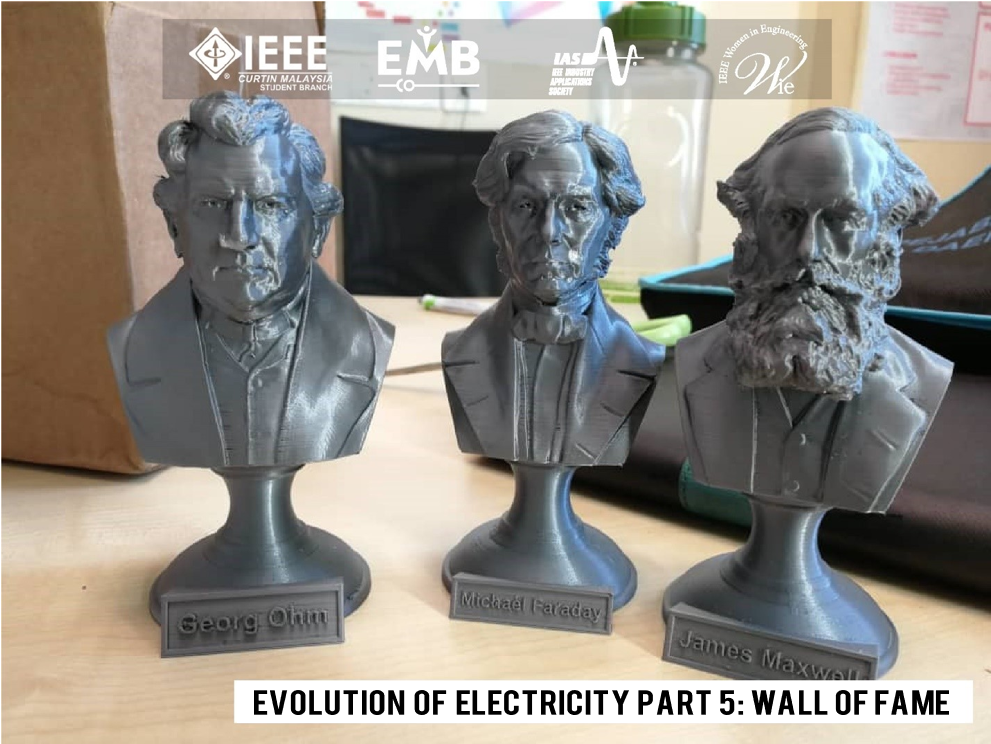 IEEE
CURTIN MALAYSIA
STUDENT BRANCH
EMB
IAS
IEEE INDUSTRY
APPLICATIONS
SOCIETY
IEEE Women in Engineering
Wie
Georg Ohm
Michael Faraday
James Maxwell
EVOLUTION OF ELECTRICITY PART 5: WALL OF FAME